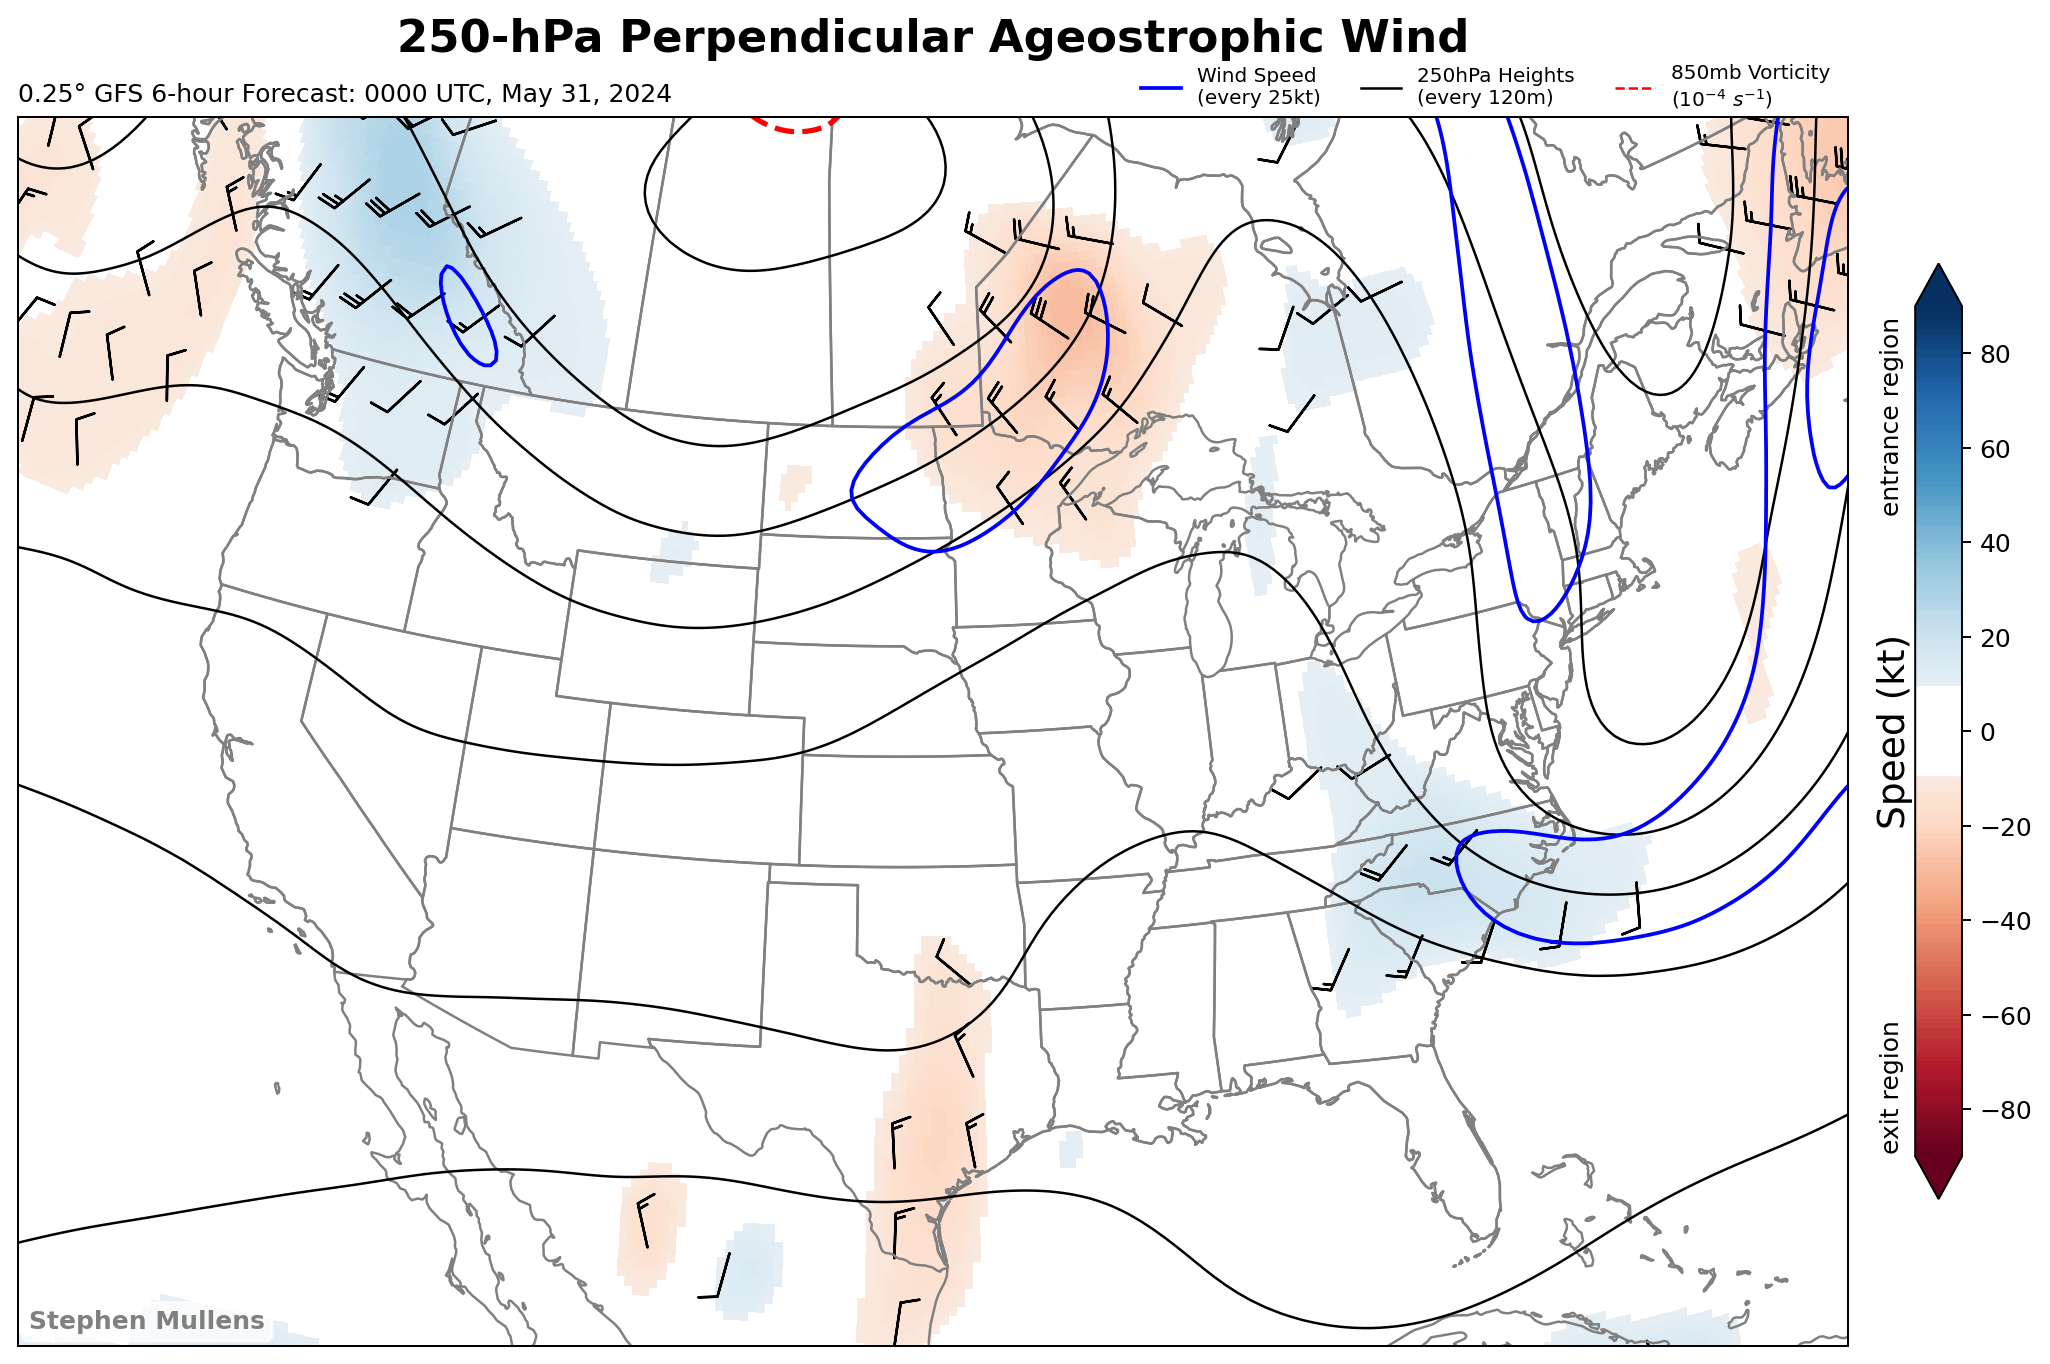 250-hPa Perpendicular Ageostrophic Wind
0.25° GFS 6-hour Forecast: 0000 UTC, May 31, 2024
Wind Speed
(every 25kt)
250hPa Heights
(every 120m)
850mb Vorticity
(10⁻⁴ s⁻¹)
entrance region
exit region
Speed (kt)
80
60
40
20
0
−20
−40
−60
−80
Stephen Mullens